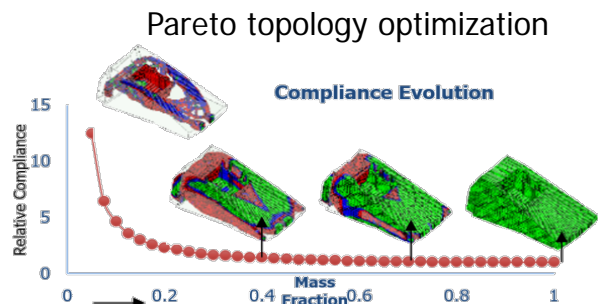 Pareto topology optimization
Compliance Evolution
Relative Compliance
15
10
5
0
0
0.2
0.4
0.6
0.8
1
Mass
Fraction